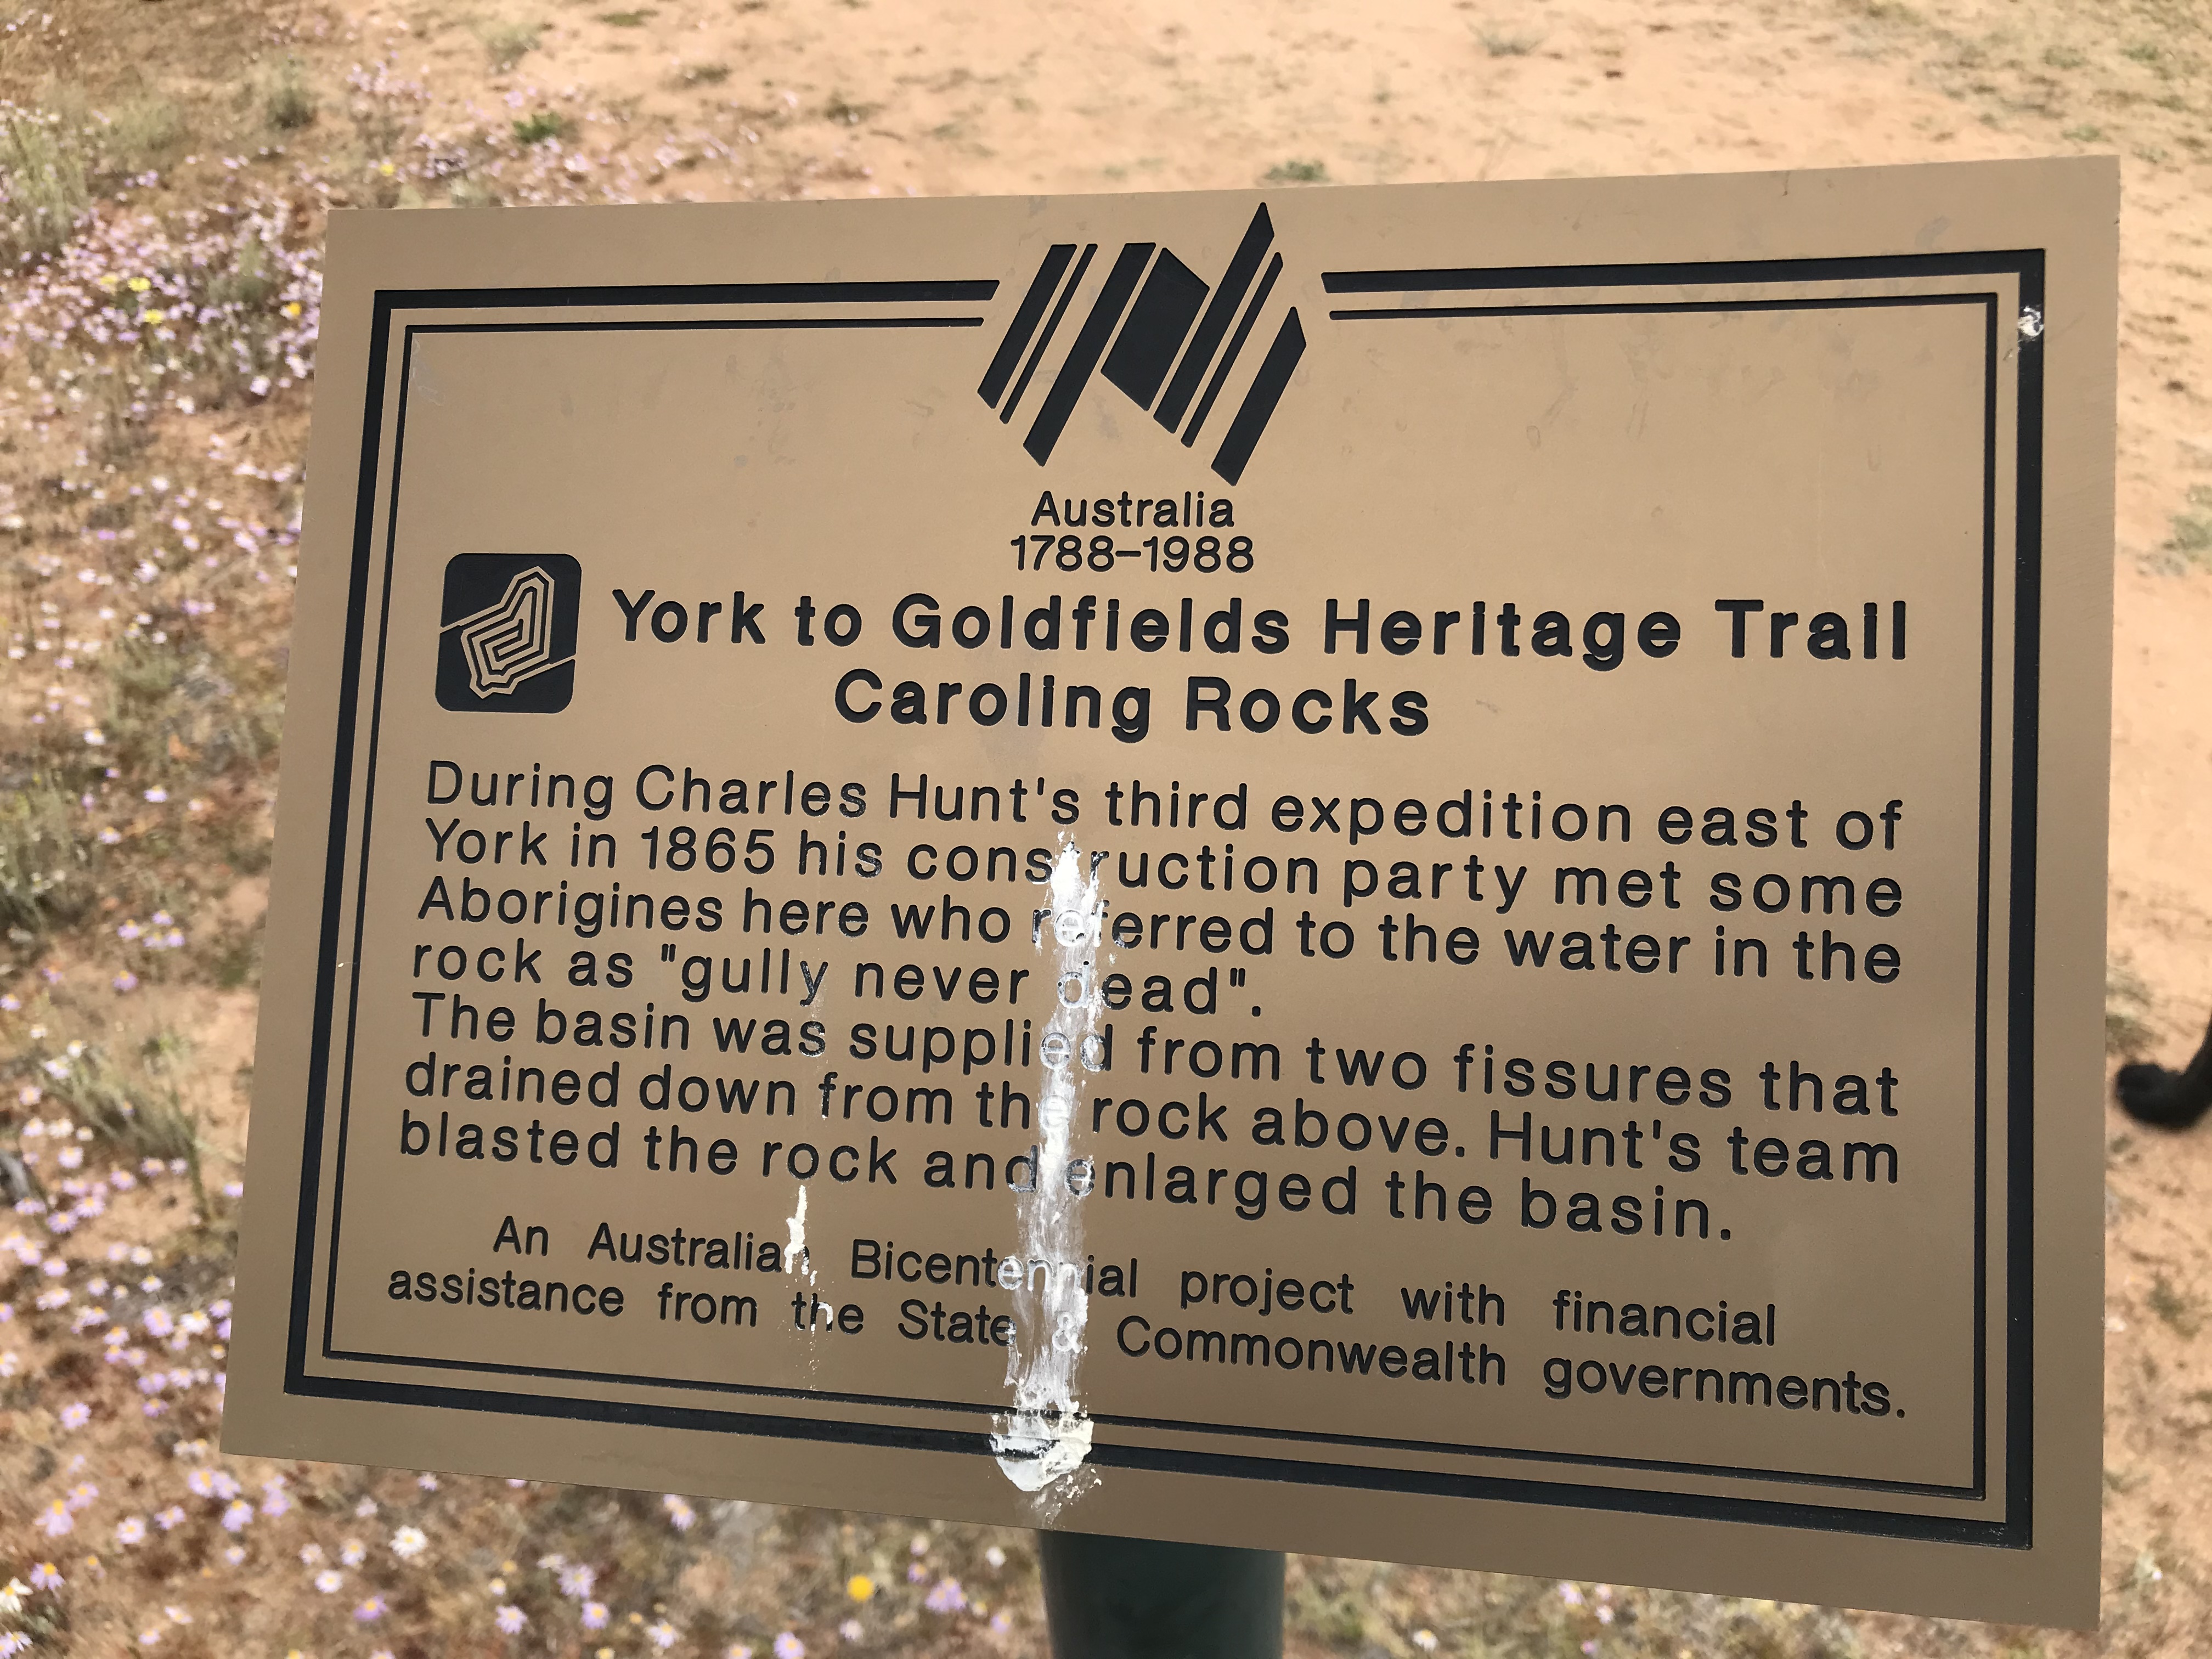 Australia
1788–1988
York to Goldfields Heritage Trail
Caroling Rocks
During Charles Hunt's third expedition east of
York in 1865 his construction party met some
Aborigines here who referred to the water in the
rock as "gully never dead".
The basin was supplied from two fissures that
drained down from the rock above. Hunt's team
blasted the rock and enlarged the basin.
An Australian Bicentennial project with financial
assistance from the State & Commonwealth governments.